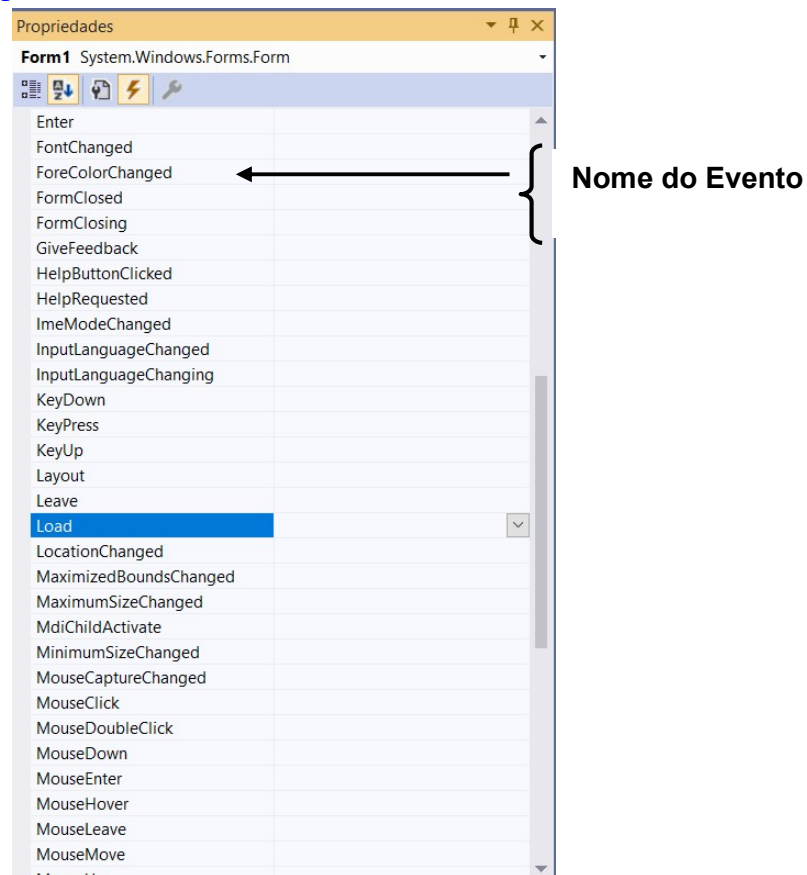 Propriedades
Form1 System.Windows.Forms.Form
Enter
FontChanged
ForeColorChanged
Nome do Evento
FormClosed
FormClosing
GiveFeedback
HelpButtonClicked
HelpRequested
ImeModeChanged
InputLanguageChanged
InputLanguageChanging
KeyDown
KeyPress
KeyUp
Layout
Leave
Load
LocationChanged
MaximizedBoundsChanged
MaximumSizeChanged
MdiChildActivate
MinimumSizeChanged
MouseCaptureChanged
MouseClick
MouseDoubleClick
MouseDown
MouseEnter
MouseHover
MouseLeave
MouseMove